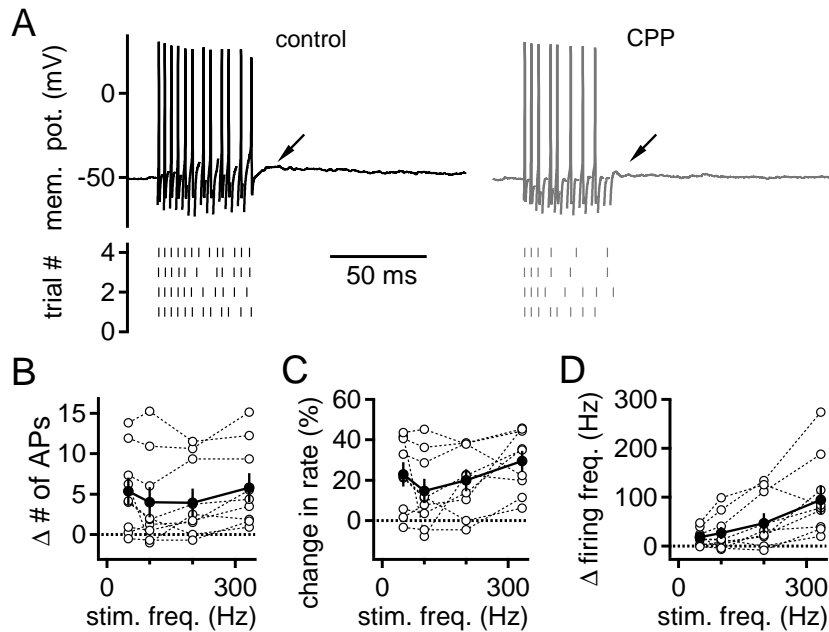 A
control
CPP
mem. pot. (mV)
0
-50
trial #
4
2
0
50 ms
B
C
D
Δ # of APs
15
10
5
0
0
300
stim. freq. (Hz)
change in rate (%)
60
40
20
0
0
300
stim. freq. (Hz)
Δ firing freq. (Hz)
300
200
100
0
0
300
stim. freq. (Hz)